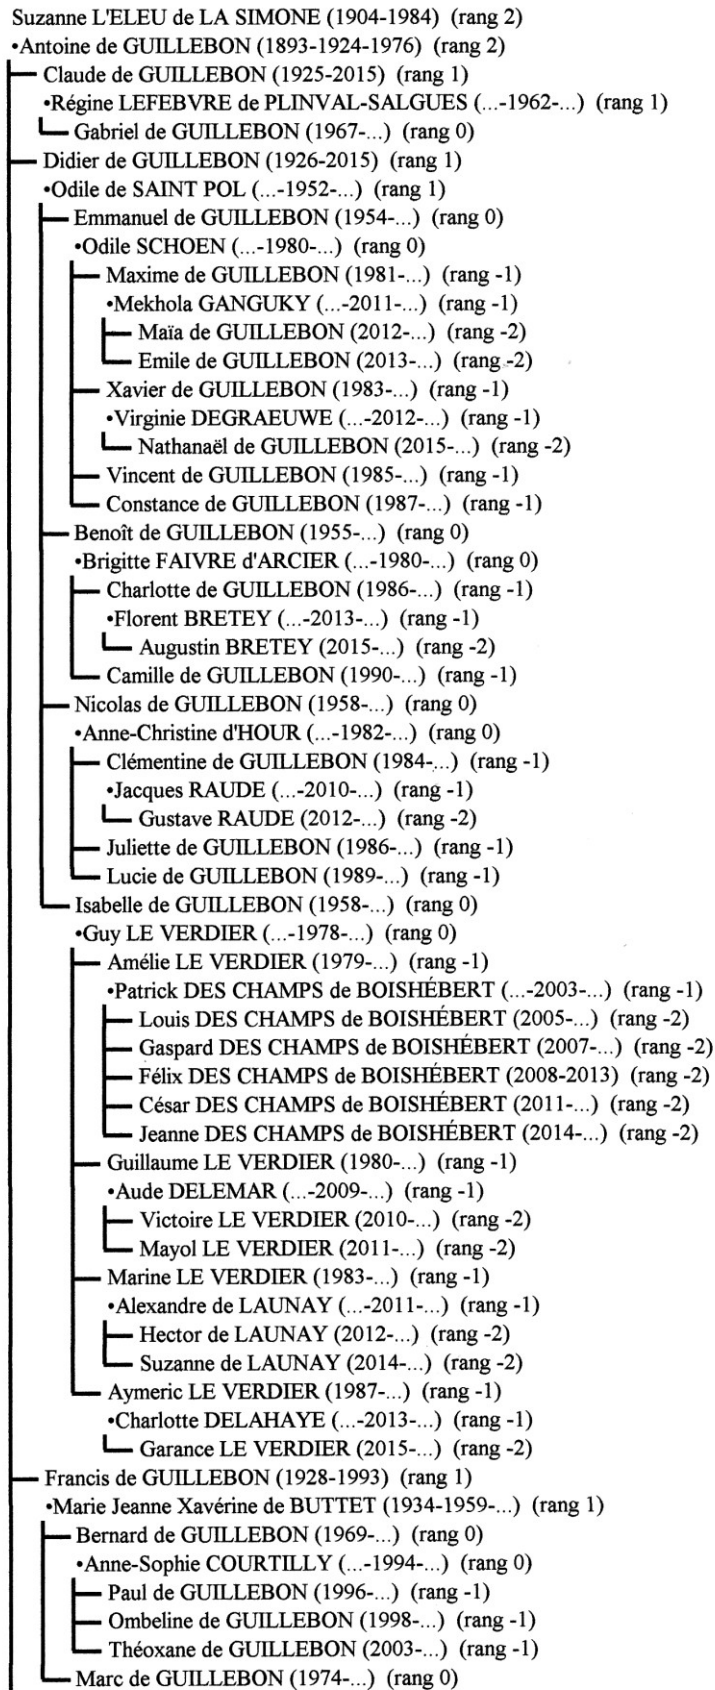 Suzanne L'ELEU de LA SIMONE (1904-1984) (rang 2)
•Antoine de GUILLEBON (1893-1924-1976) (rang 2)
Claude de GUILLEBON (1925-2015) (rang 1)
•Régine LEFEBVRE de PLINVAL-SALGUES (...-1962-...) (rang 1)
Gabriel de GUILLEBON (1967-...) (rang 0)
Didier de GUILLEBON (1926-2015) (rang 1)
•Odile de SAINT POL (...-1952-...) (rang 1)
Emmanuel de GUILLEBON (1954-...) (rang 0)
•Odile SCHOEN (...-1980-...) (rang 0)
Maxime de GUILLEBON (1981-...) (rang -1)
•Mekhola GANGUKY (...-2011-...) (rang -1)
Maïa de GUILLEBON (2012-...) (rang -2)
Emile de GUILLEBON (2013-...) (rang -2)
Xavier de GUILLEBON (1983-...) (rang -1)
•Virginie DEGRAEUWE (...-2012-...) (rang -1)
Nathanaël de GUILLEBON (2015-...) (rang -2)
Vincent de GUILLEBON (1985-...) (rang -1)
Constance de GUILLEBON (1987-...) (rang -1)
Benoît de GUILLEBON (1955-...) (rang 0)
•Brigitte FAIVRE d'ARCIER (...-1980-...) (rang 0)
Charlotte de GUILLEBON (1986-...) (rang -1)
•Florent BRETEY (...-2013-...) (rang -1)
Augustin BRETEY (2015-...) (rang -2)
Camille de GUILLEBON (1990-...) (rang -1)
Nicolas de GUILLEBON (1958-...) (rang 0)
•Anne-Christine d'HOUR (...-1982-...) (rang 0)
Clémentine de GUILLEBON (1984-...) (rang -1)
•Jacques RAUDE (...-2010-...) (rang -1)
Gustave RAUDE (2012-...) (rang -2)
Juliette de GUILLEBON (1986-...) (rang -1)
Lucie de GUILLEBON (1989-...) (rang -1)
Isabelle de GUILLEBON (1958-...) (rang 0)
•Guy LE VERDIER (...-1978-...) (rang 0)
Amélie LE VERDIER (1979-...) (rang -1)
•Patrick DES CHAMPS de BOISHÉBERT (...-2003-...) (rang -1)
Louis DES CHAMPS de BOISHÉBERT (2005-...) (rang -2)
Gaspard DES CHAMPS de BOISHÉBERT (2007-...) (rang -2)
Félix DES CHAMPS de BOISHÉBERT (2008-2013) (rang -2)
César DES CHAMPS de BOISHÉBERT (2011-...) (rang -2)
Jeanne DES CHAMPS de BOISHÉBERT (2014-...) (rang -2)
Guillaume LE VERDIER (1980-...) (rang -1)
•Aude DELEMAR (...-2009-...) (rang -1)
Victoire LE VERDIER (2010-...) (rang -2)
Mayol LE VERDIER (2011-...) (rang -2)
Marine LE VERDIER (1983-...) (rang -1)
•Alexandre de LAUNAY (...-2011-...) (rang -1)
Hector de LAUNAY (2012-...) (rang -2)
Suzanne de LAUNAY (2014-...) (rang -2)
Aymeric LE VERDIER (1987-...) (rang -1)
•Charlotte DELAHAYE (...-2013-...) (rang -1)
Garance LE VERDIER (2015-...) (rang -2)
Francis de GUILLEBON (1928-1993) (rang 1)
•Marie Jeanne Xavérine de BUTTET (1934-1959-...) (rang 1)
Bernard de GUILLEBON (1969-...) (rang 0)
•Anne-Sophie COURTILLY (...-1994-...) (rang 0)
Paul de GUILLEBON (1996-...) (rang -1)
Ombeline de GUILLEBON (1998-...) (rang -1)
Théoxane de GUILLEBON (2003-...) (rang -1)
Marc de GUILLEBON (1974-...) (rang 0)